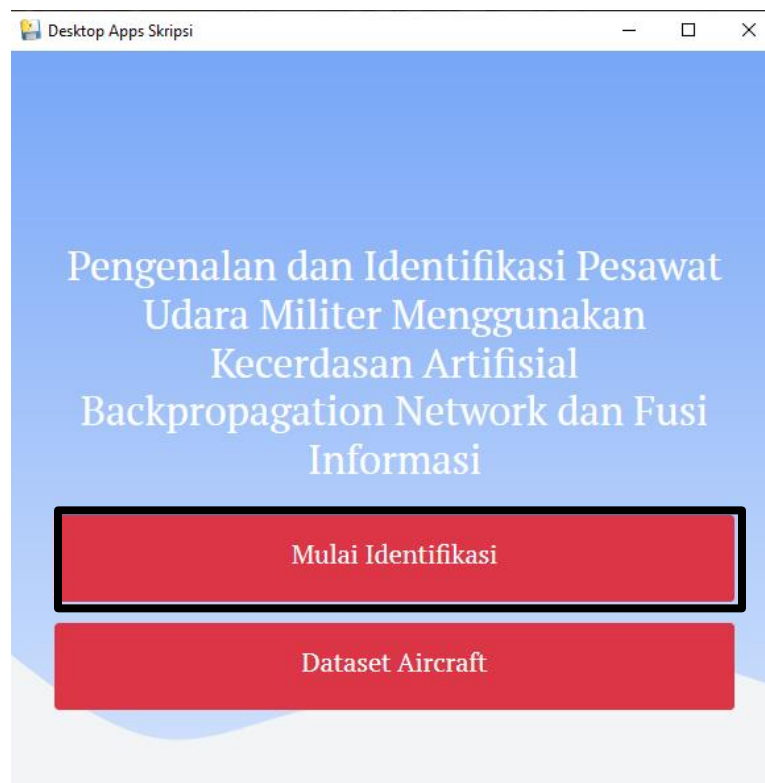 Desktop Apps Skripsi
Pengenalan dan Identifikasi Pesawat
Udara Militer Menggunakan
Kecerdasan Artifisial
Backpropagation Network dan Fusi
Informasi
Mulai Identifikasi
Dataset Aircraft